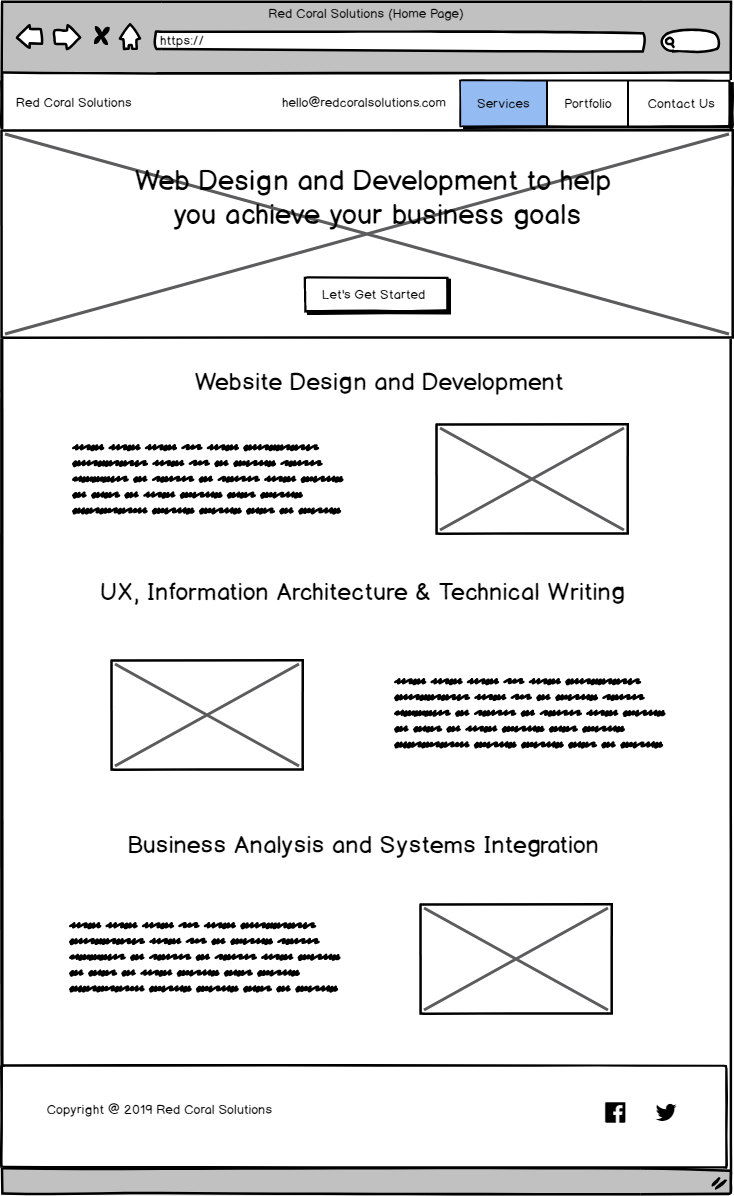 Red Coral Solutions (Home Page)
https://
Red Coral Solutions
hello@redcoralsolutions.com
Services
Portfolio
Contact Us
Web Design and Development to help
you achieve your business goals
Let's Get Started
Website Design and Development
UX, Information Architecture & Technical Writing
Business Analysis and Systems Integration
Copyright @ 2019 Red Coral Solutions